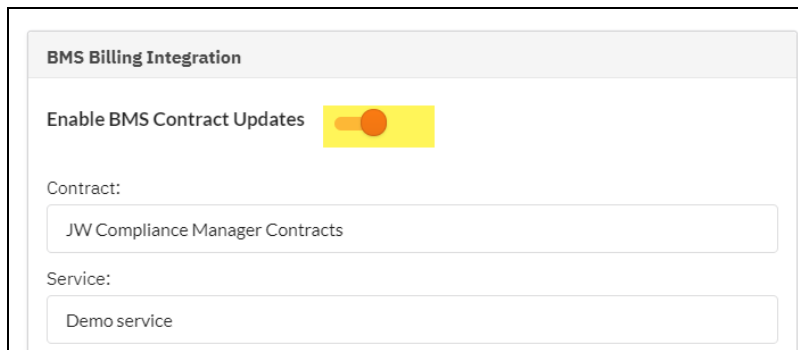 BMS Billing Integration
Enable BMS Contract Updates
Contract:
JW Compliance Manager Contracts
Service:
Demo service